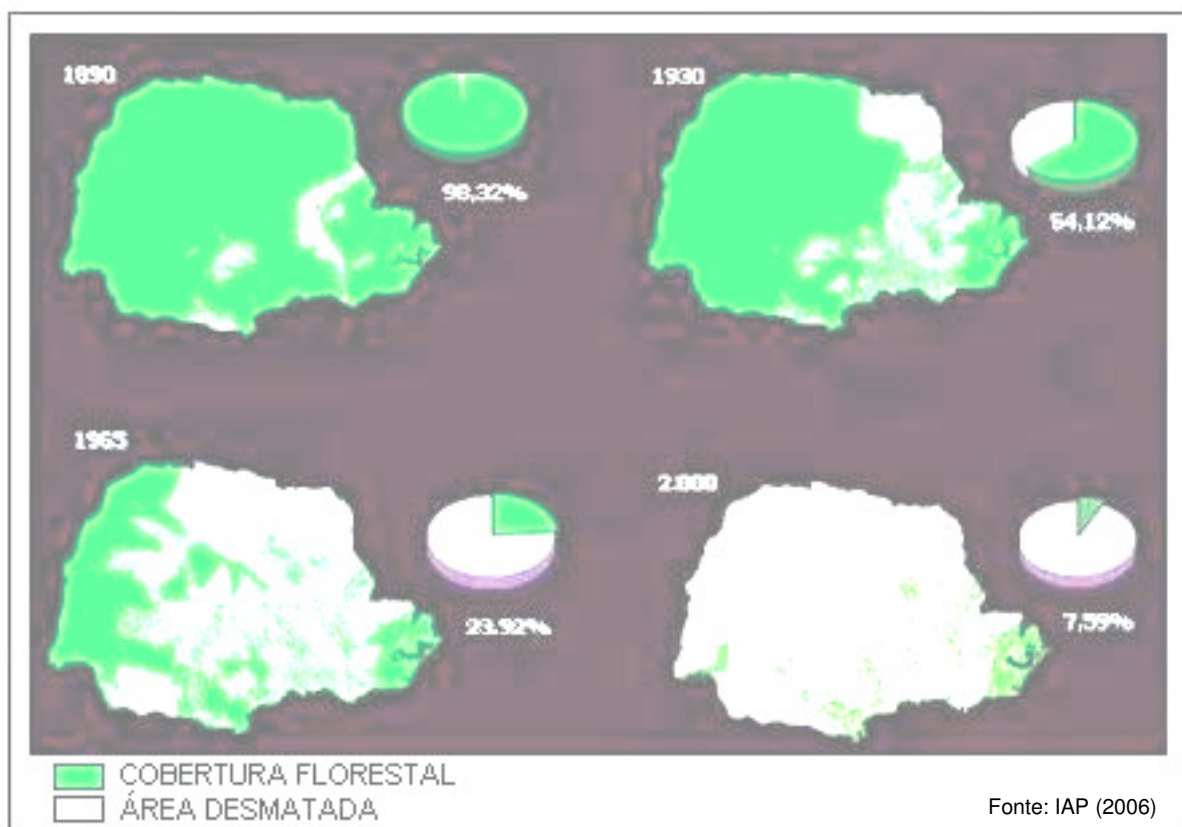 1890
98,32%
1930
64,12%
1965
23.92%
2.000
7,59%
COBERTURA FLORESTAL
ÁREA DESMATADA
Fonte: IAP (2006)